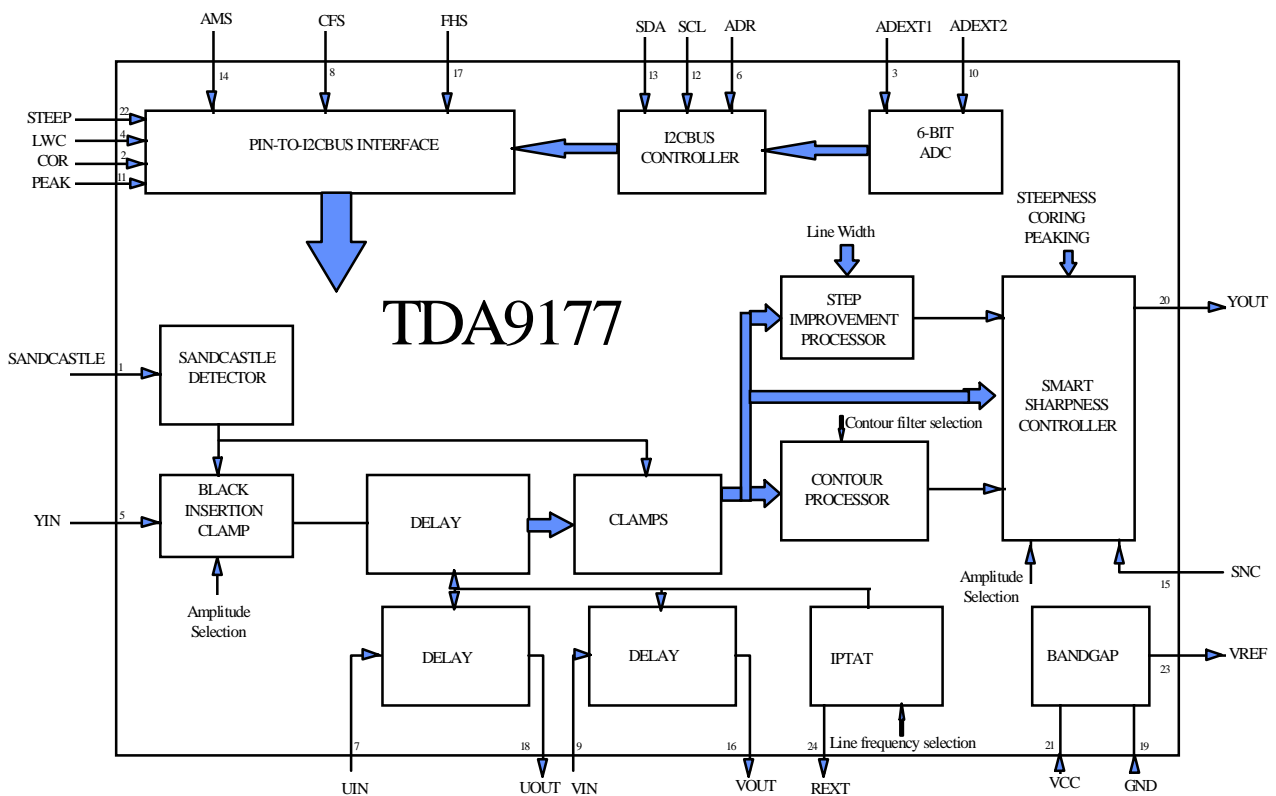 AMS
CFS
FHS
SDA
SCL
ADR
ADEXT1
ADEXT2
14
8
17
13
12
6
3
10
STEEP
22
LWC
4
COR
2
PEAK
11
PIN-TO-I2CBUS INTERFACE
I2CBUS
CONTROLLER
6-BIT
ADC
STEEPNESS
CORING
PEAKING
Line Width
TDA9177
STEP
IMPROVEMENT
PROCESSOR
20
YOUT
SANDCASTLE
1
SANDCASTLE
DETECTOR
SMART
SHARPNESS
CONTROLLER
Contour filter selection
YIN
5
BLACK
INSERTION
CLAMP
DELAY
CLAMPS
CONTOUR
PROCESSOR
Amplitude
Selection
Amplitude
Selection
15
SNC
DELAY
DELAY
IPTAT
BANDGAP
23
VREF
Line frequency selection
7
18
9
16
24
21
19
UIN
UOUT
VIN
VOUT
REXT
VCC
GND